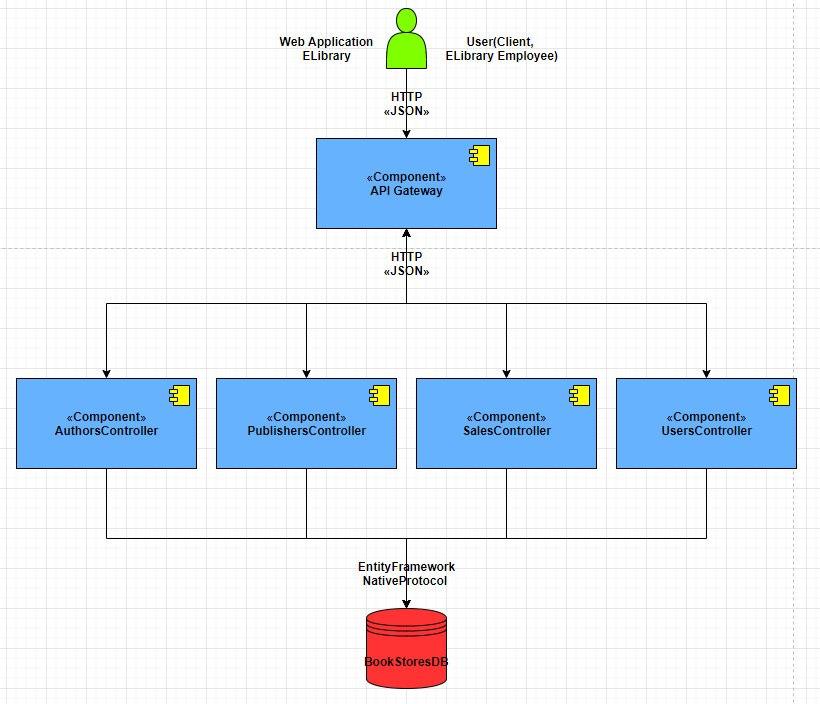 Web Application
ELibrary
User(Client,
ELibrary Employee)
HTTP
«JSON»
«Component»
API Gateway
HTTP
«JSON»
«Component»
AuthorsController
«Component»
PublishersController
«Component»
SalesController
«Component»
UsersController
EntityFramework
NativeProtocol
BookStoresDB